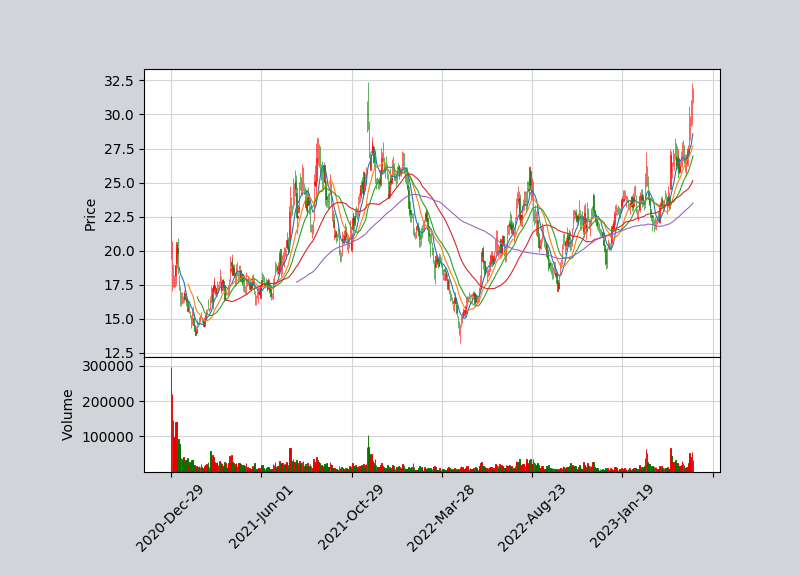 32.5
30.0
27.5
25.0
22.5
20.0
17.5
15.0
12.5
Price
300000
200000
100000
Volume
2020-Dec-29
2021-Jun-01
2021-Oct-29
2022-Mar-28
2022-Aug-23
2023-Jan-19